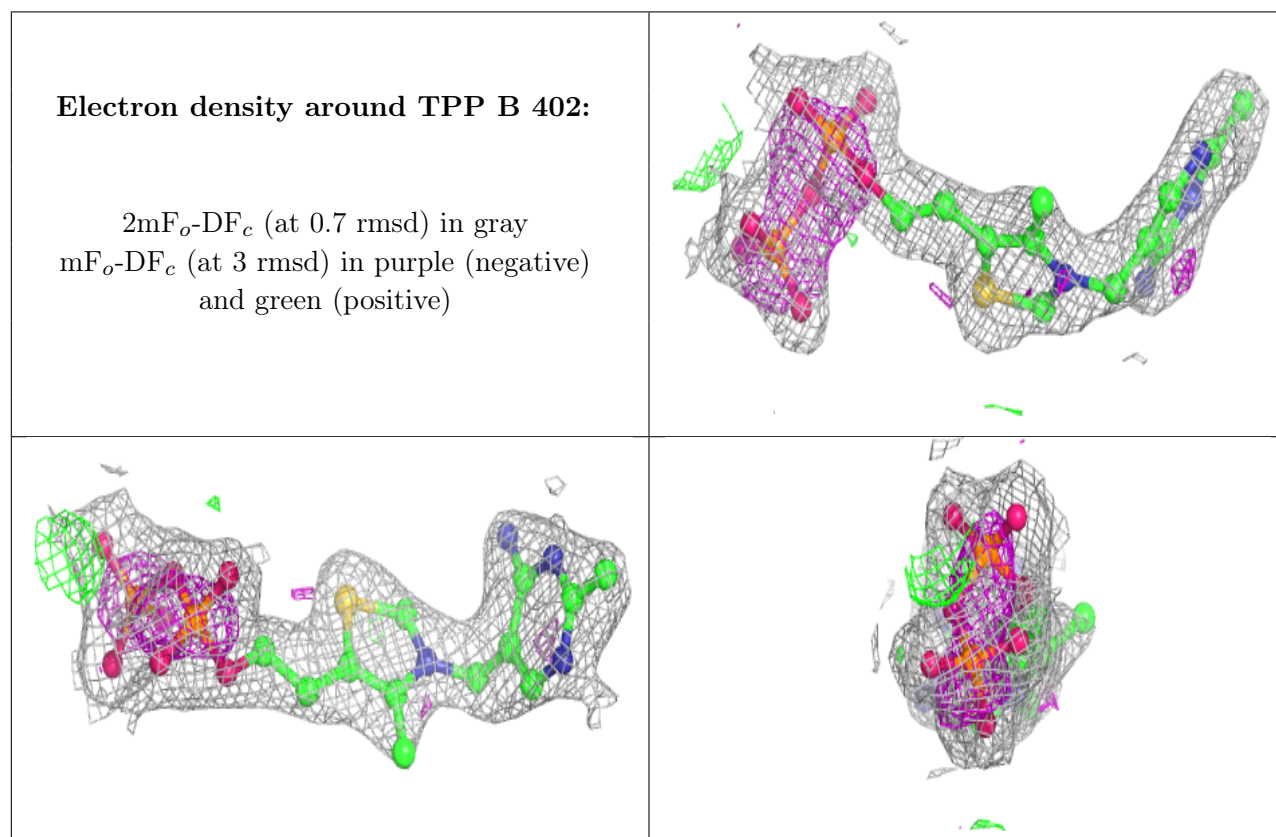 Electron density around TPP B 402:
2mFₒ-DF𝒸 (at 0.7 rmsd) in gray
mFₒ-DF𝒸 (at 3 rmsd) in purple (negative)
and green (positive)